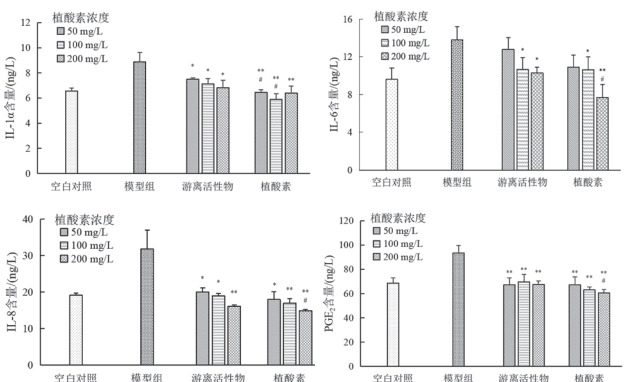 植酸素浓度
50 mg/L
100 mg/L
200 mg/L
IL-1α含量/(ng/L)
12
10
8
6
4
2
0
* * *
** ** **
# #
空白对照 模型组 游离活性物 植酸素
植酸素浓度
50 mg/L
100 mg/L
200 mg/L
IL-6含量/(ng/L)
16
12
8
4
0
* *
* **
#
空白对照 模型组 游离活性物 植酸素
植酸素浓度
50 mg/L
100 mg/L
200 mg/L
IL-8含量/(ng/L)
40
30
20
10
0
* * **
* ** **
#
空白对照 模型组 游离活性物 植酸素
植酸素浓度
50 mg/L
100 mg/L
200 mg/L
PGE₂含量/(ng/L)
120
100
80
60
40
20
0
** ** **
** ** **
#
空白对照 模型组 游离活性物 植酸素